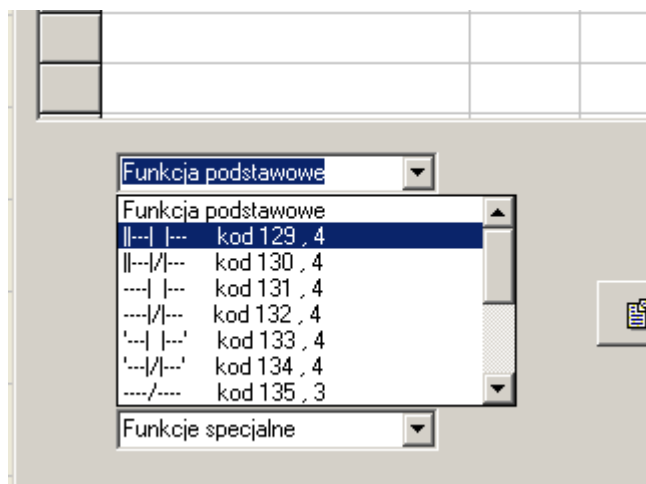 Funkcja podstawowe
Funkcja podstawowe
||---| |--- kod 129 , 4
||---|/|--- kod 130 , 4
----| |--- kod 131 , 4
----|/|--- kod 132 , 4
'---| |---' kod 133 , 4
'---|/|---' kod 134 , 4
----/---- kod 135 , 3
Funkcje specjalne